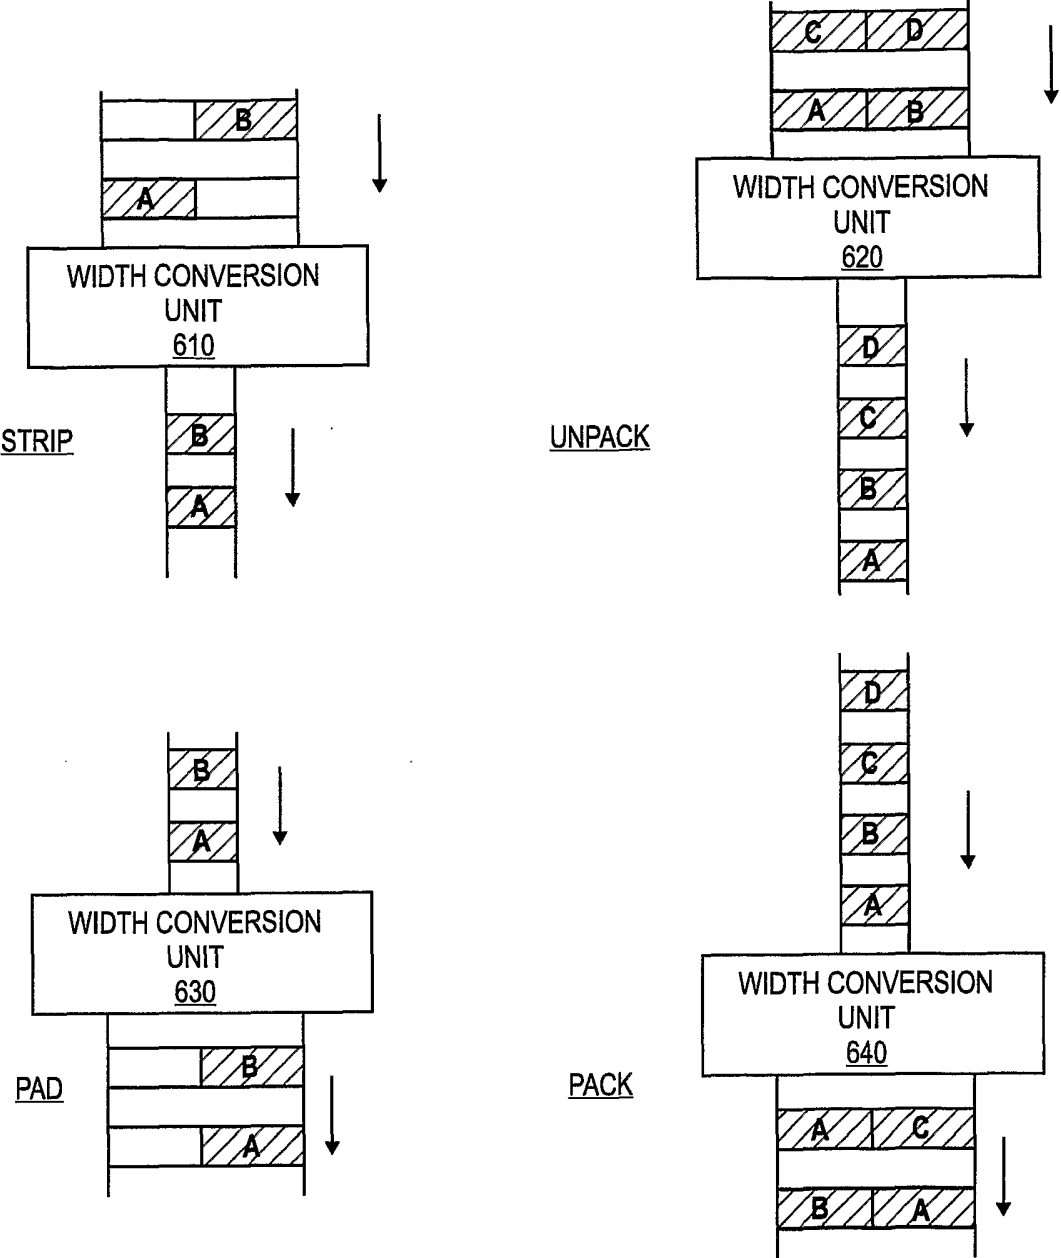 B
A
WIDTH CONVERSION
UNIT
610
STRIP
B
A
C D
A B
WIDTH CONVERSION
UNIT
620
UNPACK
D
C
B
A
B
A
WIDTH CONVERSION
UNIT
630
PAD
B
A
D
C
B
A
WIDTH CONVERSION
UNIT
640
PACK
A C
B A